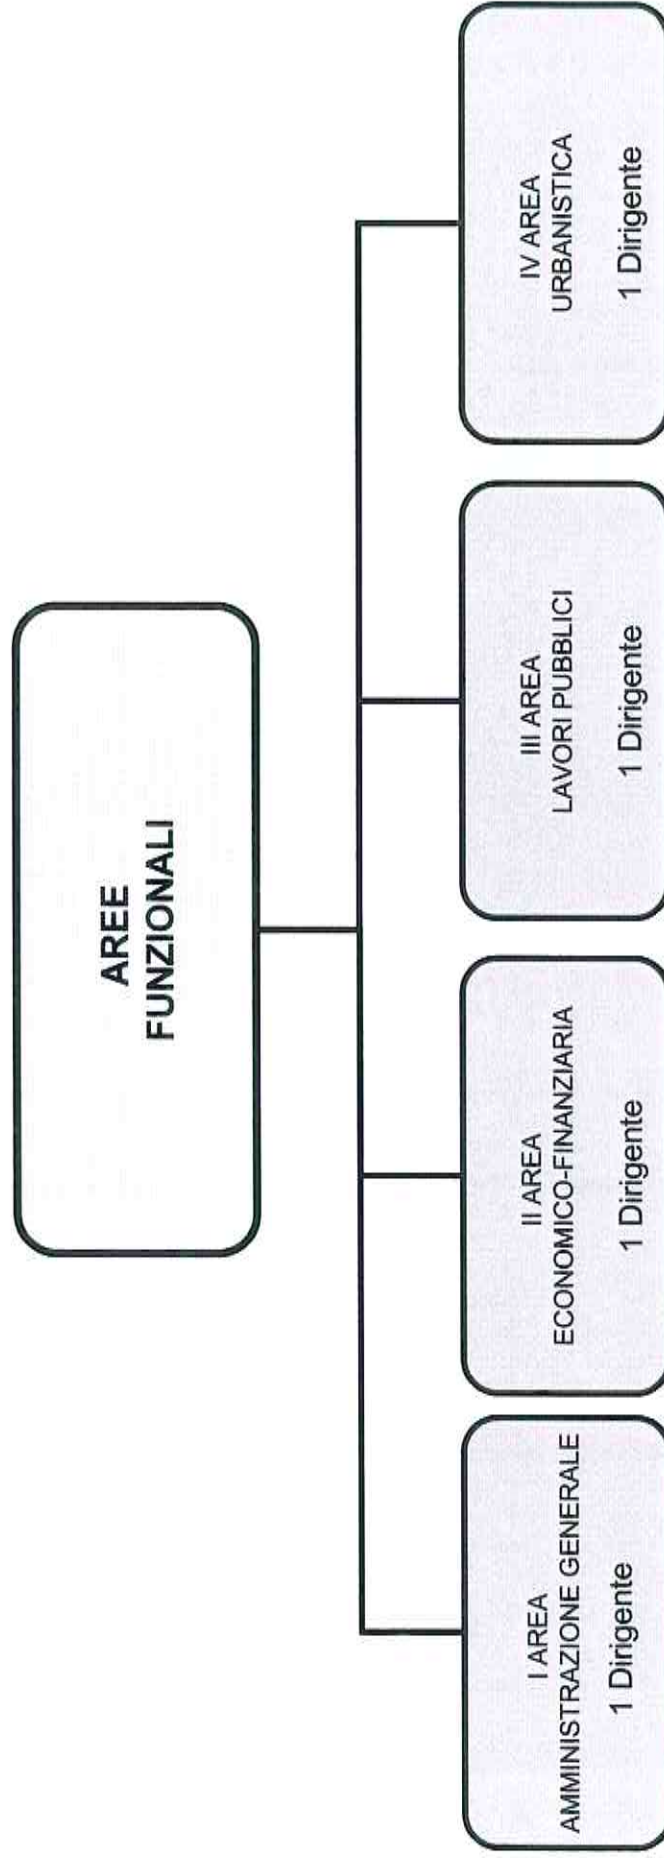 AREE
FUNZIONALI
I AREA
AMMINISTRAZIONE GENERALE
1 Dirigente
II AREA
ECONOMICO-FINANZIARIA
1 Dirigente
III AREA
LAVORI PUBBLICI
1 Dirigente
IV AREA
URBANISTICA
1 Dirigente